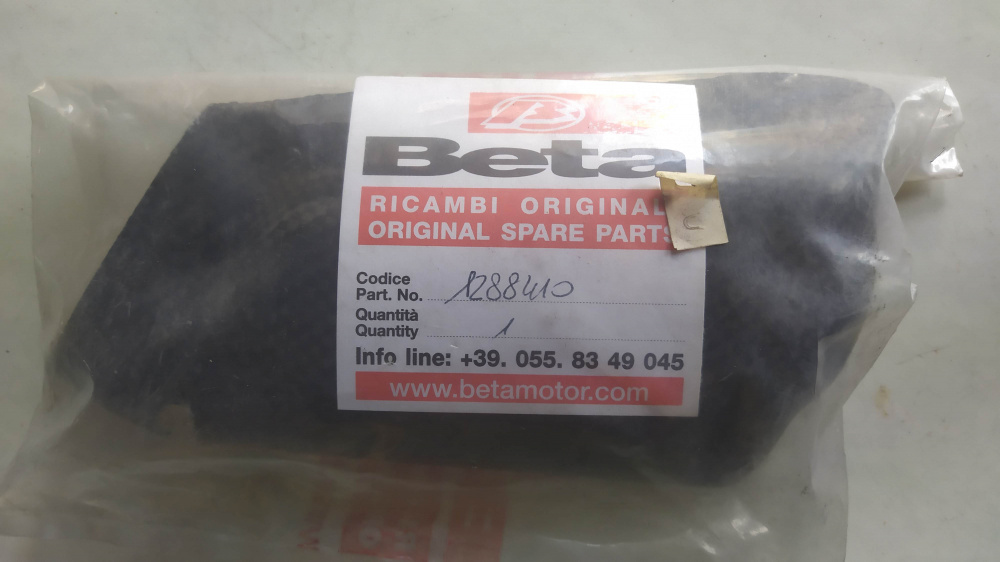 B
Beta
RICAMBI ORIGINAL
ORIGINAL SPARE PARTS
Codice
Part. No. 1288410
Quantità
Quantity 1
Info line: +39. 055. 83 49 045
www.betamotor.com